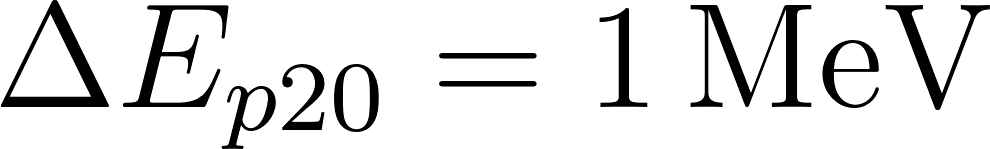 ΔE_{p20} = 1 MeV